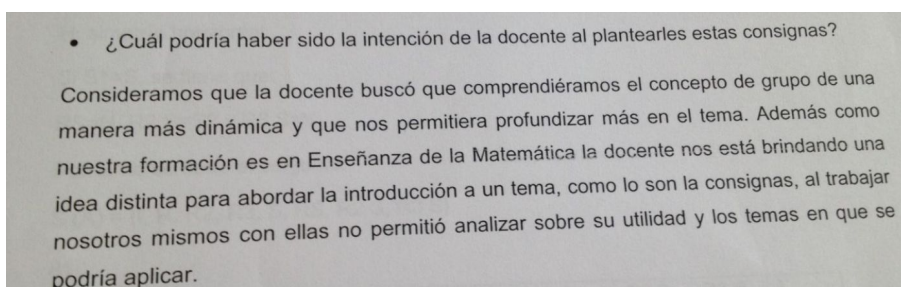 • ¿Cuál podría haber sido la intención de la docente al plantearles estas consignas?
Consideramos que la docente buscó que comprendiéramos el concepto de grupo de una
manera más dinámica y que nos permitiera profundizar más en el tema. Además como
nuestra formación es en Enseñanza de la Matemática la docente nos está brindando una
idea distinta para abordar la introducción a un tema, como lo son la consignas, al trabajar
nosotros mismos con ellas no permitió analizar sobre su utilidad y los temas en que se
podría aplicar.